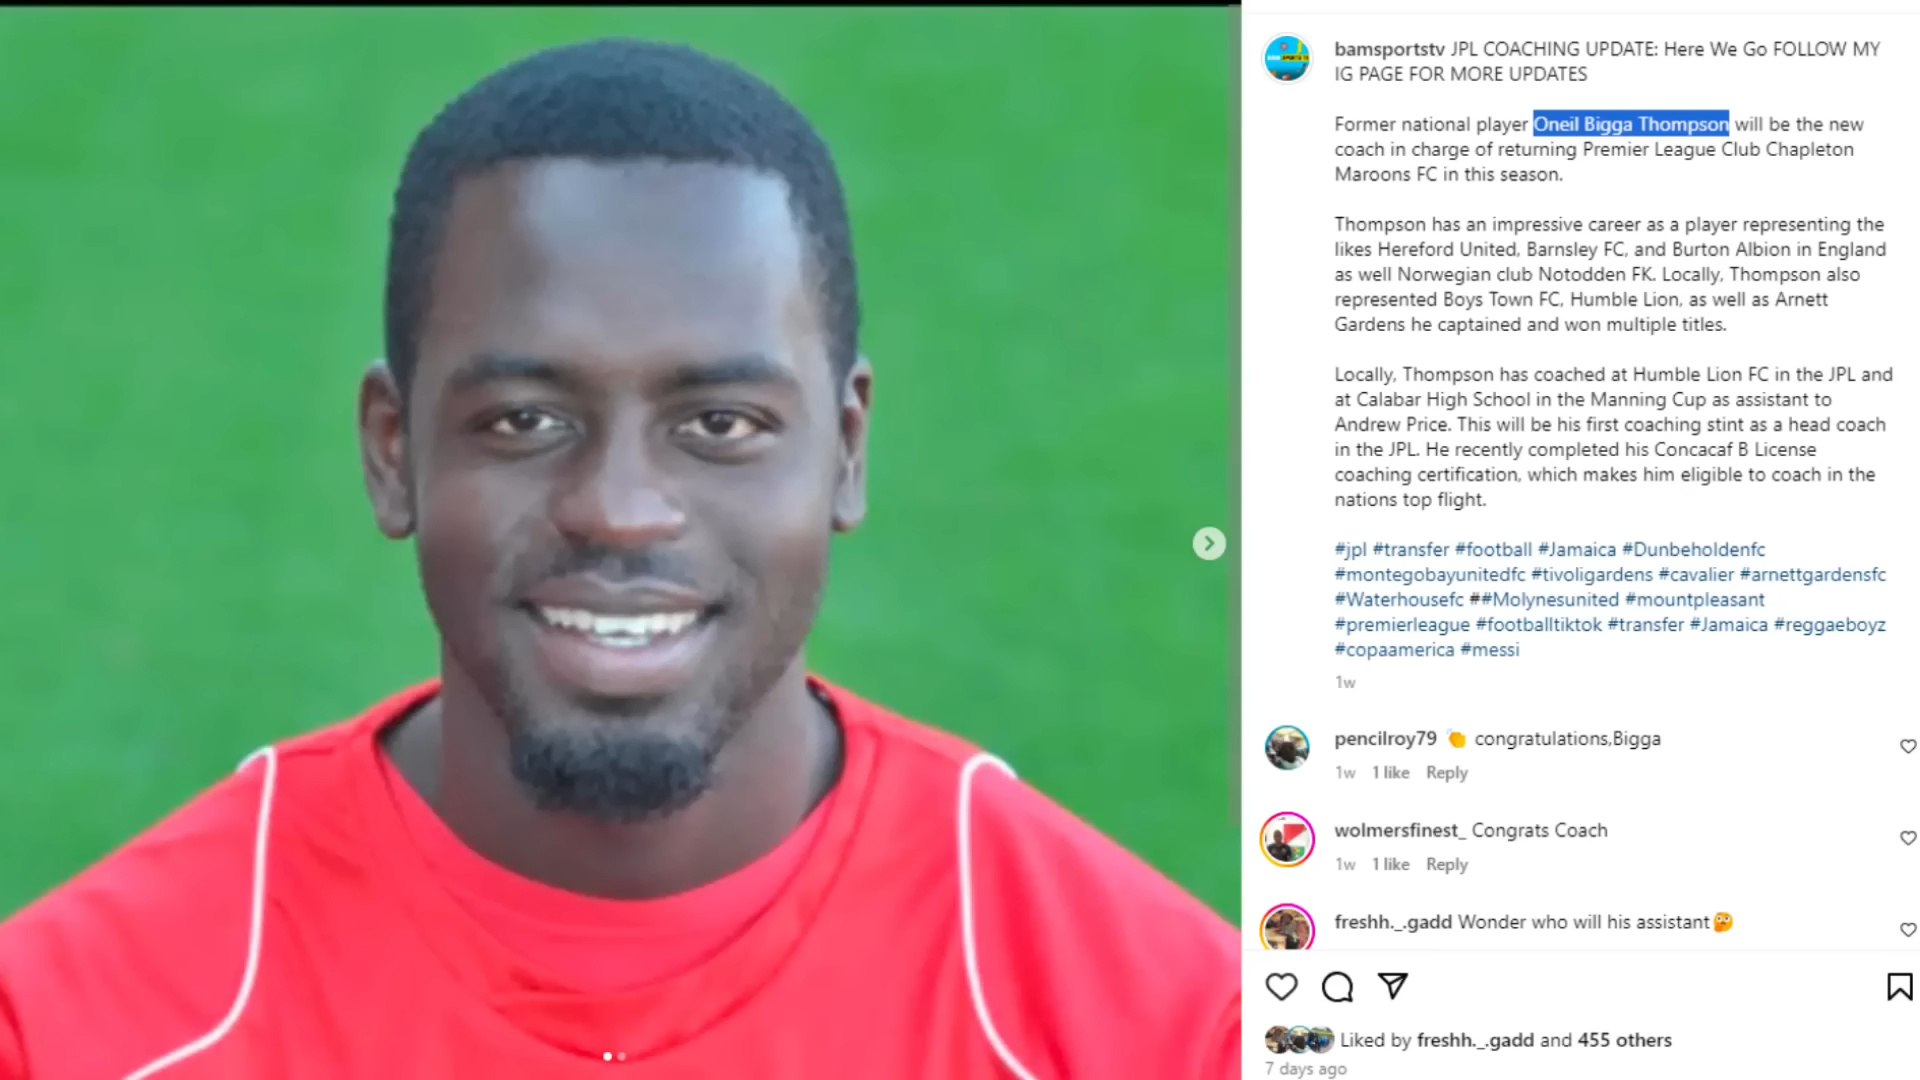 bamsportstv JPL COACHING UPDATE: Here We Go FOLLOW MY
IG PAGE FOR MORE UPDATES
Former national player Oneil Bigga Thompson will be the new
coach in charge of returning Premier League Club Chapleton
Maroons FC in this season.
Thompson has an impressive career as a player representing the
likes Hereford United, Barnsley FC, and Burton Albion in England
as well Norwegian club Notodden FK. Locally, Thompson also
represented Boys Town FC, Humble Lion, as well as Arnett
Gardens he captained and won multiple titles.
Locally, Thompson has coached at Humble Lion FC in the JPL and
at Calabar High School in the Manning Cup as assistant to
Andrew Price. This will be his first coaching stint as a head coach
in the JPL. He recently completed his Concacaf B License
coaching certification, which makes him eligible to coach in the
nations top flight.
#jpl #transfer #football #Jamaica #Dunbeholdenfc
#montegobayunitedfc #tivoligardens #cavalier #arnettgardensfc
#Waterhousefc ##Molynesunited #mountpleasant
#premierleague #footballtiktok #transfer #Jamaica #reggaeboyz
#copaamerica #messi
1w
pencilroy79 👏 congratulations,Bigga
1w 1 like Reply
wolmersfinest_ Congrats Coach
1w 1 like Reply
freshh._.gadd Wonder who will his assistant🤔
Liked by freshh._.gadd and 455 others
7 days ago